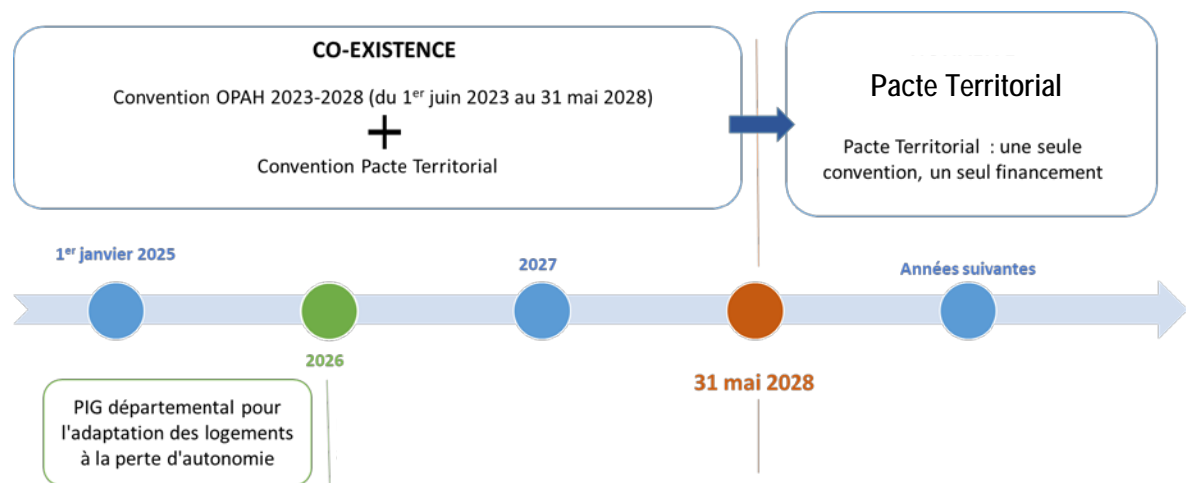 CO-EXISTENCE
Convention OPAH 2023-2028 (du 1er juin 2023 au 31 mai 2028)
+
Convention Pacte Territorial
Pacte Territorial
Pacte Territorial : une seule
convention, un seul financement
1er janvier 2025
2027
Années suivantes
2026
31 mai 2028
PIG départemental pour
l'adaptation des logements
à la perte d'autonomie